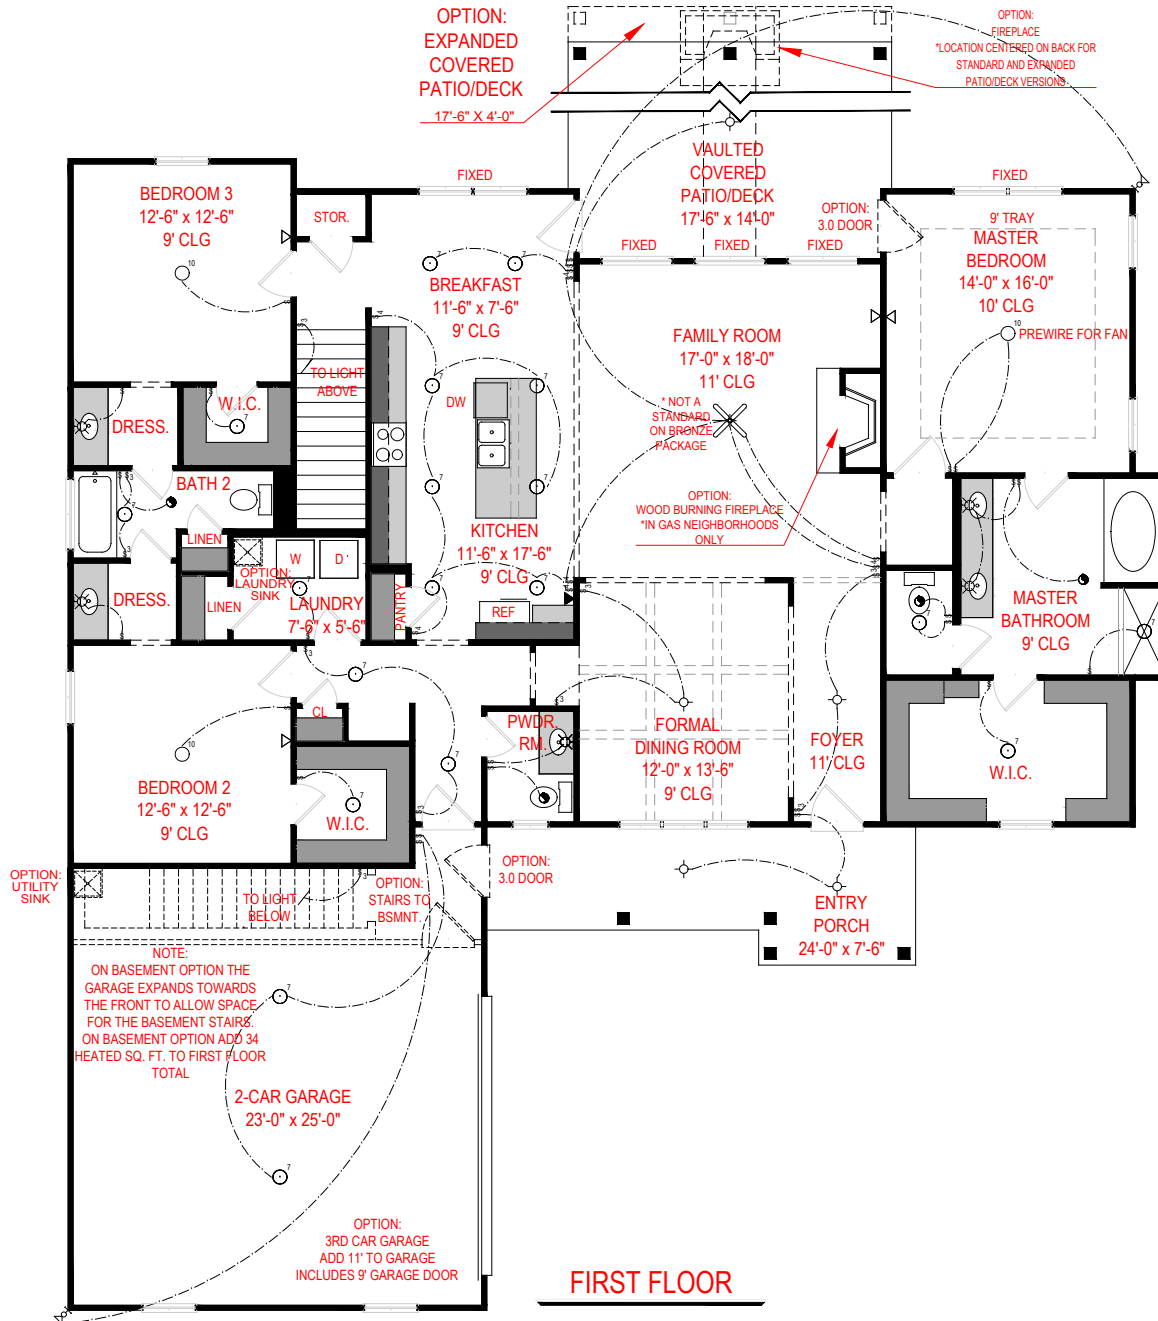 OPTION:
EXPANDED
COVERED
PATIO/DECK
17'-6" X 4'-0"
OPTION:
FIREPLACE
*LOCATION CENTERED ON BACK FOR
STANDARD AND EXPANDED
PATIO/DECK VERSIONS
VAULTED
COVERED
PATIO/DECK
17'-6" x 14'-0"
FIXED
FIXED
FIXED
FIXED
FIXED
OPTION:
3.0 DOOR
BEDROOM 3
12'-6" x 12'-6"
9' CLG
STOR.
BREAKFAST
11'-6" x 7'-6"
9' CLG
9' TRAY
MASTER
BEDROOM
14'-0" x 16'-0"
10' CLG
PREWIRE FOR FAN
FAMILY ROOM
17'-0" x 18'-0"
11' CLG
* NOT A
STANDARD
ON BRONZE
PACKAGE
TO LIGHT
ABOVE
DW
W.I.C.
DRESS.
BATH 2
LINEN
OPTION:
WOOD BURNING FIREPLACE
*IN GAS NEIGHBORHOODS
ONLY
KITCHEN
11'-6" x 17'-6"
9' CLG
W
D
OPTION:
LAUNDRY
SINK
LINEN
DRESS.
LAUNDRY
7'-6" x 5'-6"
PANTRY
REF
MASTER
BATHROOM
9' CLG
CL
PWDR.
RM.
FORMAL
DINING ROOM
12'-0" x 13'-6"
9' CLG
FOYER
11' CLG
W.I.C.
BEDROOM 2
12'-6" x 12'-6"
9' CLG
W.I.C.
OPTION:
UTILITY
SINK
TO LIGHT
BELOW
OPTION:
STAIRS TO
BSMNT.
OPTION:
3.0 DOOR
ENTRY
PORCH
24'-0" x 7'-6"
NOTE:
ON BASEMENT OPTION THE
GARAGE EXPANDS TOWARDS
THE FRONT TO ALLOW SPACE
FOR THE BASEMENT STAIRS.
ON BASEMENT OPTION ADD 34
HEATED SQ. FT. TO FIRST FLOOR
TOTAL
2-CAR GARAGE
23'-0" x 25'-0"
OPTION:
3RD CAR GARAGE
ADD 11' TO GARAGE
INCLUDES 9' GARAGE DOOR
FIRST FLOOR